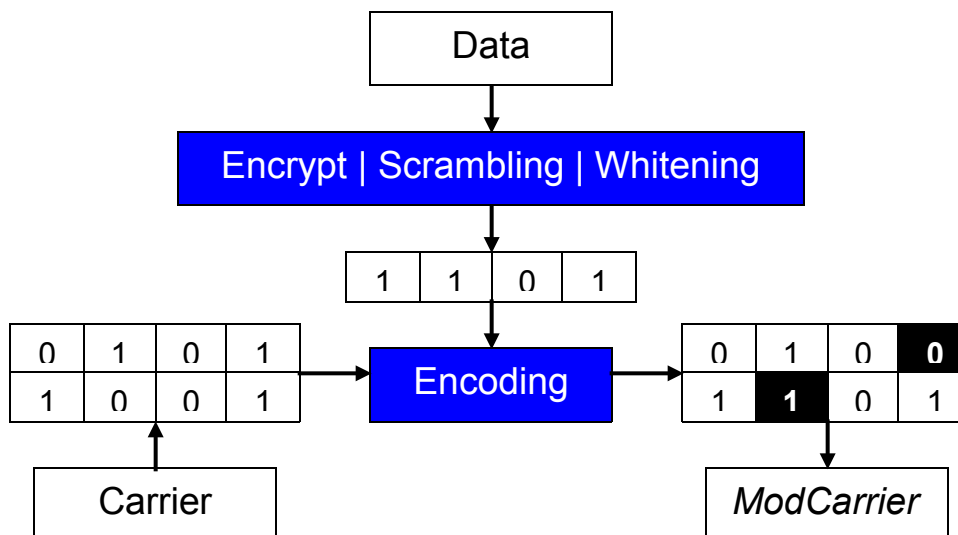 Data
Encrypt | Scrambling | Whitening
1 1 0 1
0 1 0 1
1 0 0 1
Encoding
0 1 0 0
1 1 0 1
Carrier
ModCarrier